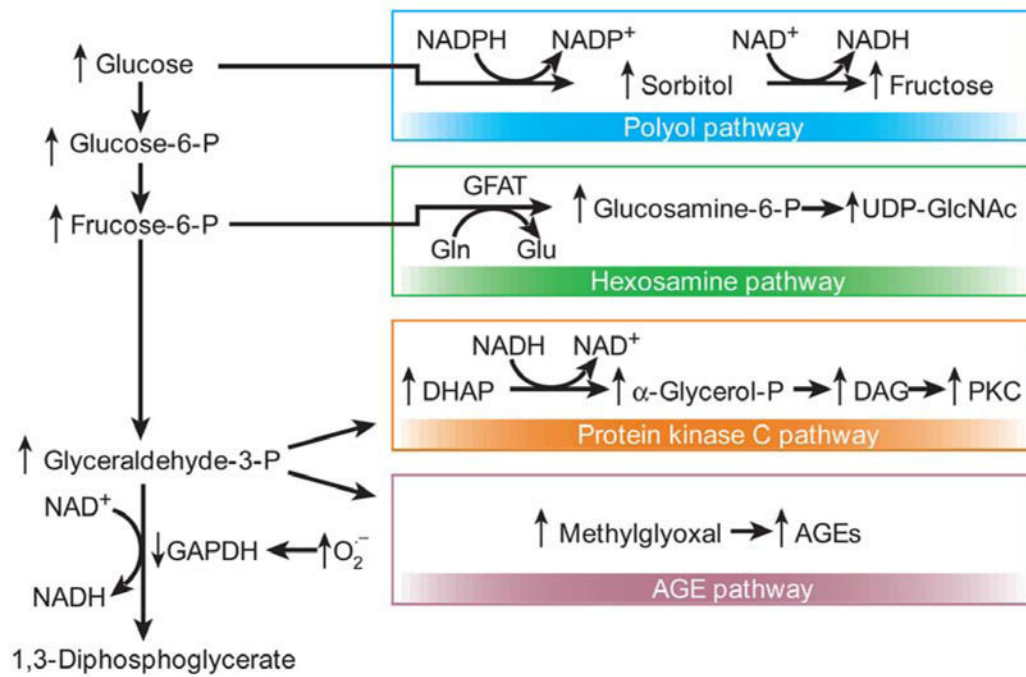 ↑ Glucose
↑ Glucose-6-P
↑ Frucose-6-P
↑ Glyceraldehyde-3-P
NAD⁺
↓ GAPDH
↑ O₂˙⁻
NADH
1,3-Diphosphoglycerate
NADPH NADP⁺ NAD⁺ NADH
↑ Sorbitol ↑ Fructose
Polyol pathway
GFAT
↑ Glucosamine-6-P → ↑ UDP-GlcNAc
Gln Glu
Hexosamine pathway
NADH NAD⁺
↑ DHAP → ↑ α-Glycerol-P → ↑ DAG → ↑ PKC
Protein kinase C pathway
↑ Methylglyoxal → ↑ AGEs
AGE pathway